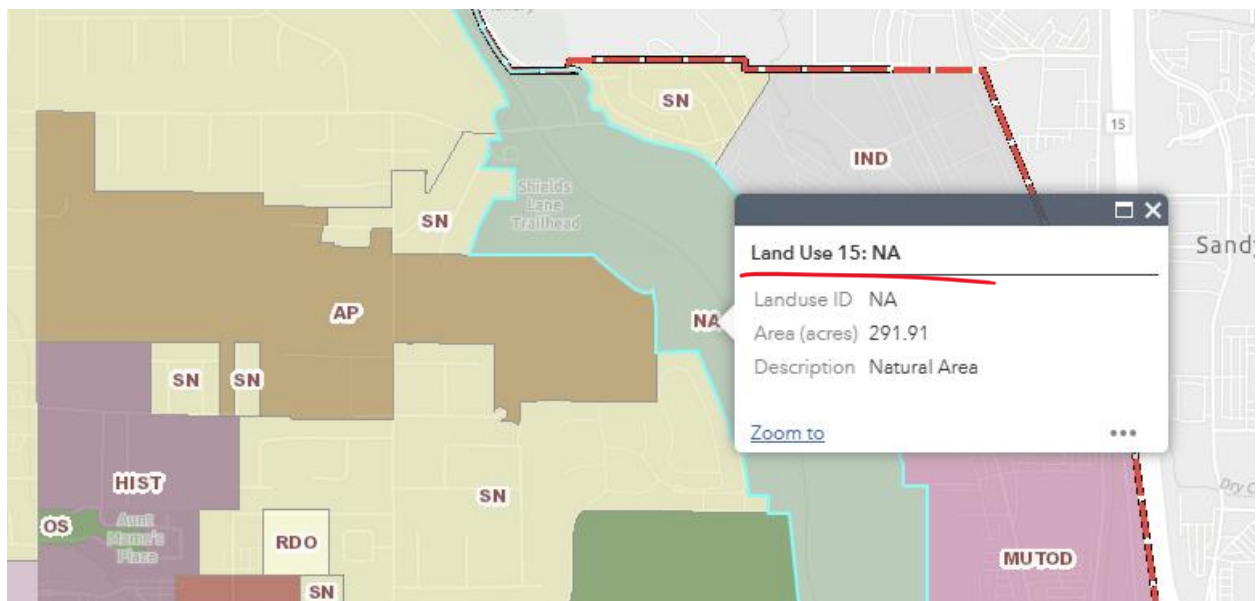 SN
15
IND
Shields
Lane
Trailhead
SN
Sandy
Land Use 15: NA
Landuse ID NA
Area (acres) 291.91
Description Natural Area
Zoom to
NA
AP
SN
SN
HIST
SN
OS
Aunt
Mame's
Place
RDO
MUTOD
SN